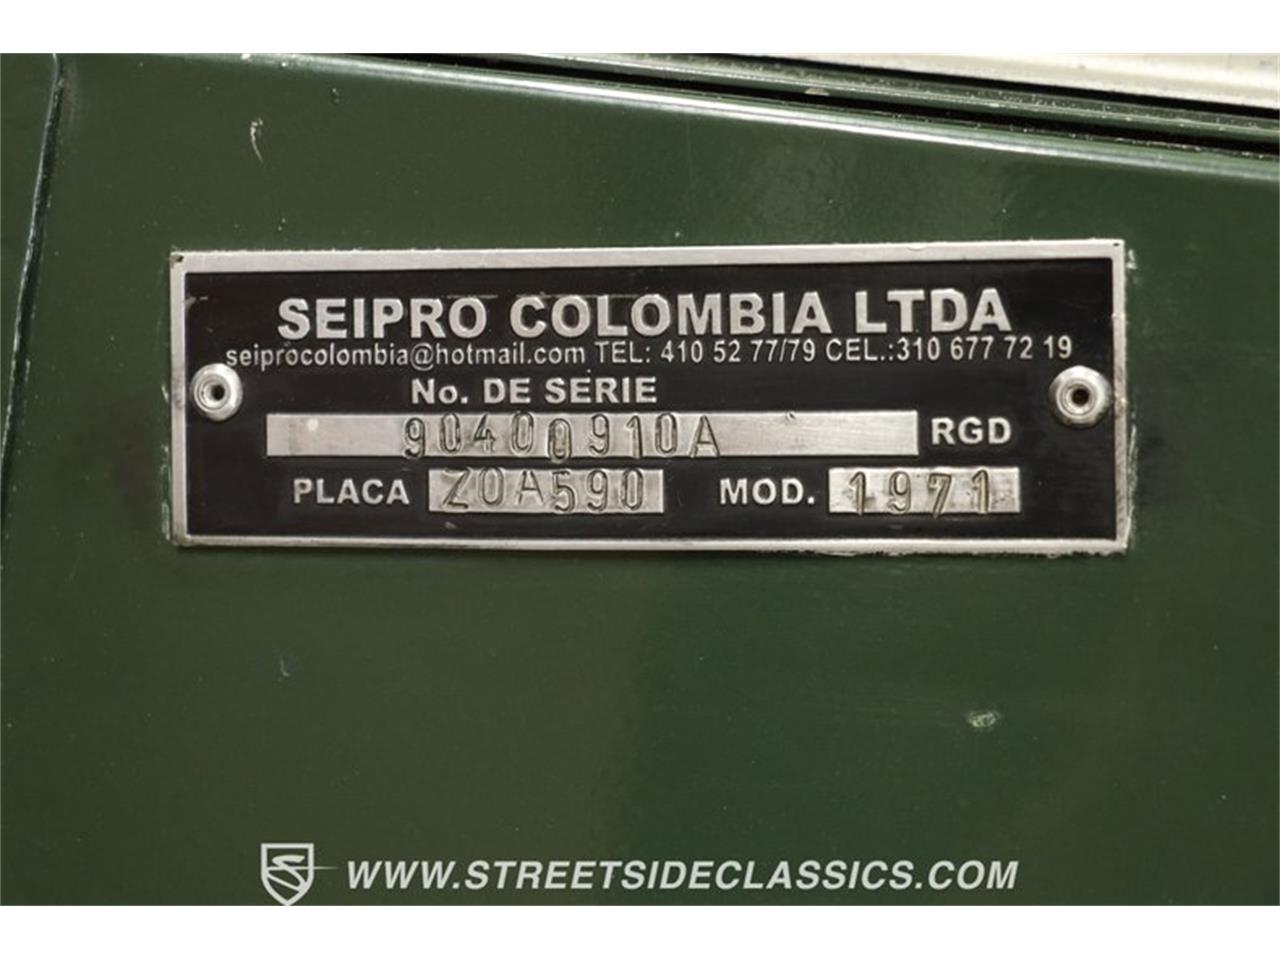 SEIPRO COLOMBIA LTDA
seiprocolombia@hotmail.com TEL: 410 52 77/79 CEL.:310 677 72 19
No. DE SERIE
90400910A RGD
PLACA ZOA590 MOD. 1971
WWW.STREETSIDECLASSICS.COM